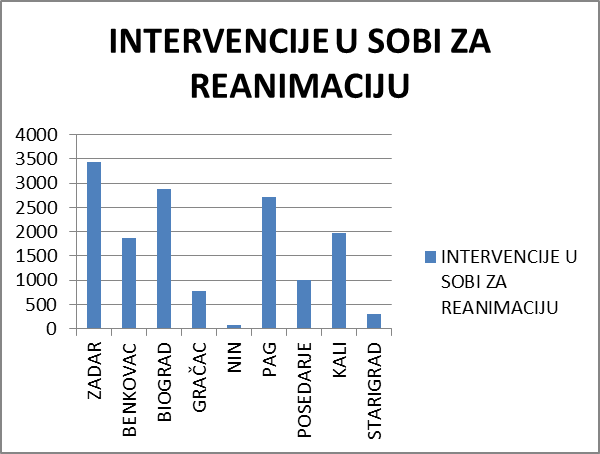 INTERVENCIJE U SOBI ZA
REANIMACIJU
4000
3500
3000
2500
2000
1500
1000
500
0
ZADAR
BENKOVAC
BIOGRAD
GRAČAC
NIN
PAG
POSEDARJE
KALI
STARIGRAD
INTERVENCIJE U
SOBI ZA
REANIMACIJU